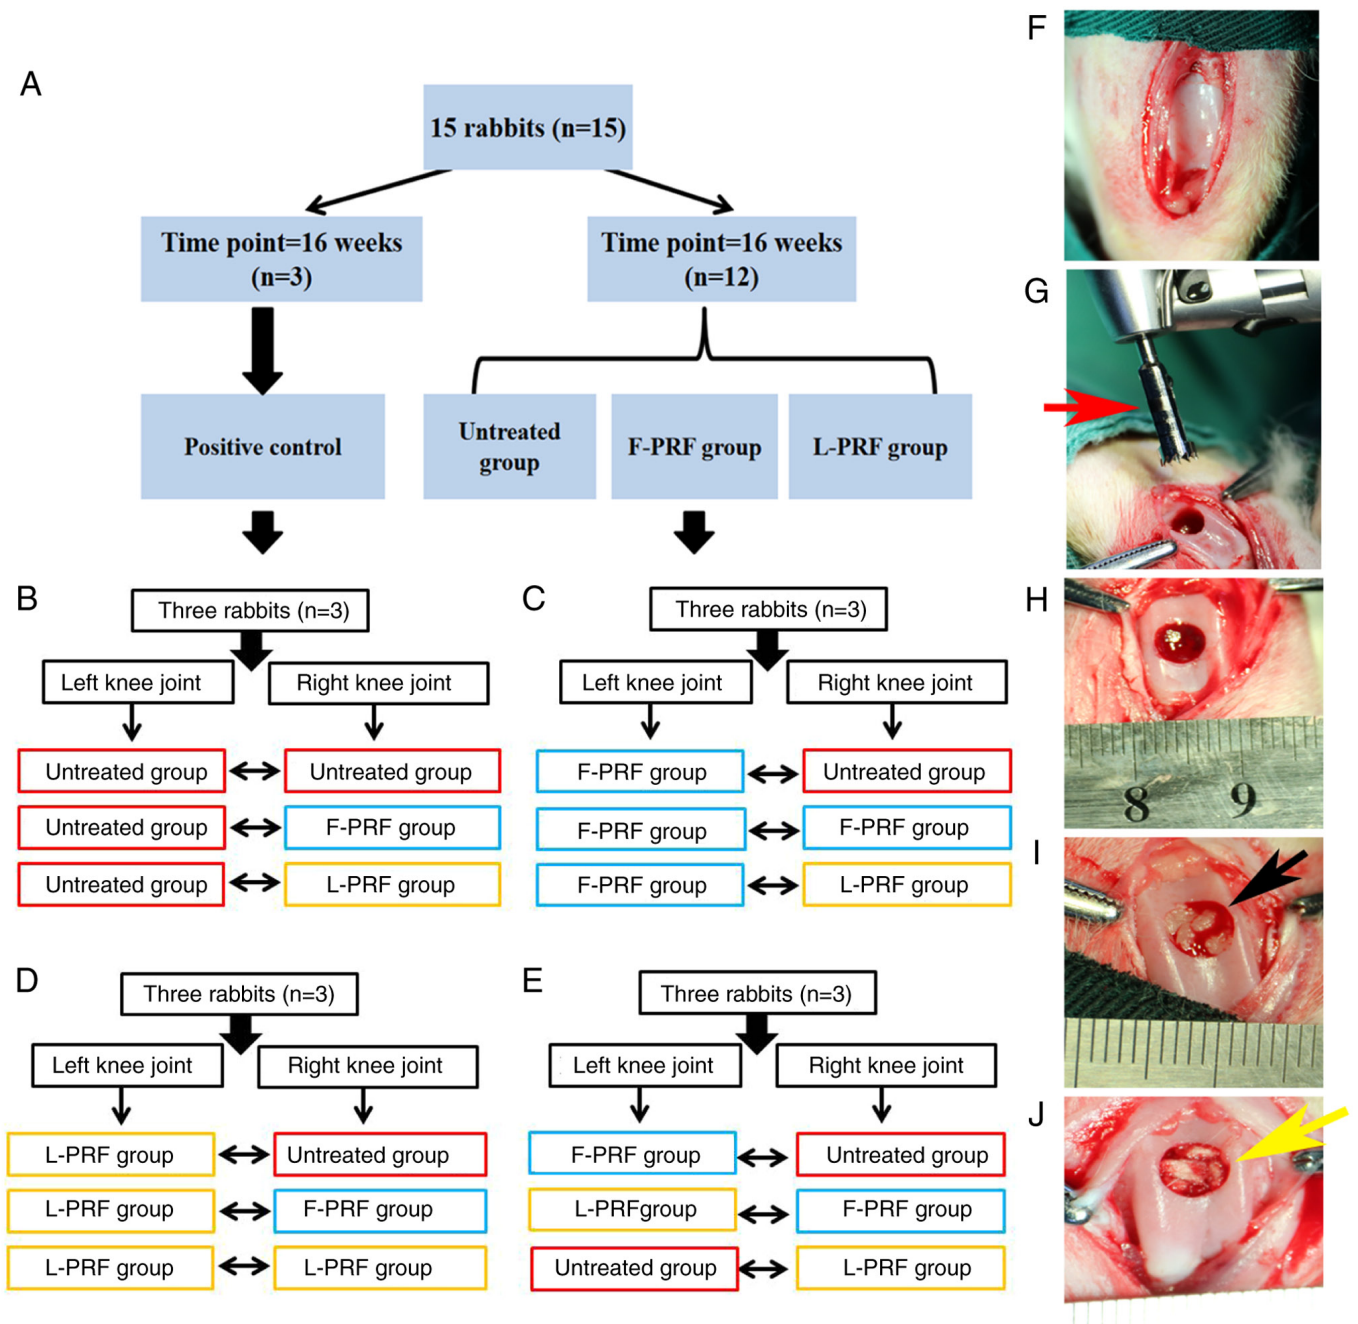 A
15 rabbits (n=15)
Time point=16 weeks
(n=3)
Time point=16 weeks
(n=12)
Positive control
Untreated
group
F-PRF group
L-PRF group
B
Three rabbits (n=3)
Left knee joint
Right knee joint
Untreated group
Untreated group
Untreated group
F-PRF group
Untreated group
L-PRF group
C
Three rabbits (n=3)
Left knee joint
Right knee joint
F-PRF group
Untreated group
F-PRF group
F-PRF group
F-PRF group
L-PRF group
D
Three rabbits (n=3)
Left knee joint
Right knee joint
L-PRF group
Untreated group
L-PRF group
F-PRF group
L-PRF group
L-PRF group
E
Three rabbits (n=3)
Left knee joint
Right knee joint
F-PRF group
Untreated group
L-PRFgroup
F-PRF group
Untreated group
L-PRF group
F
G
H
8 9
I
J